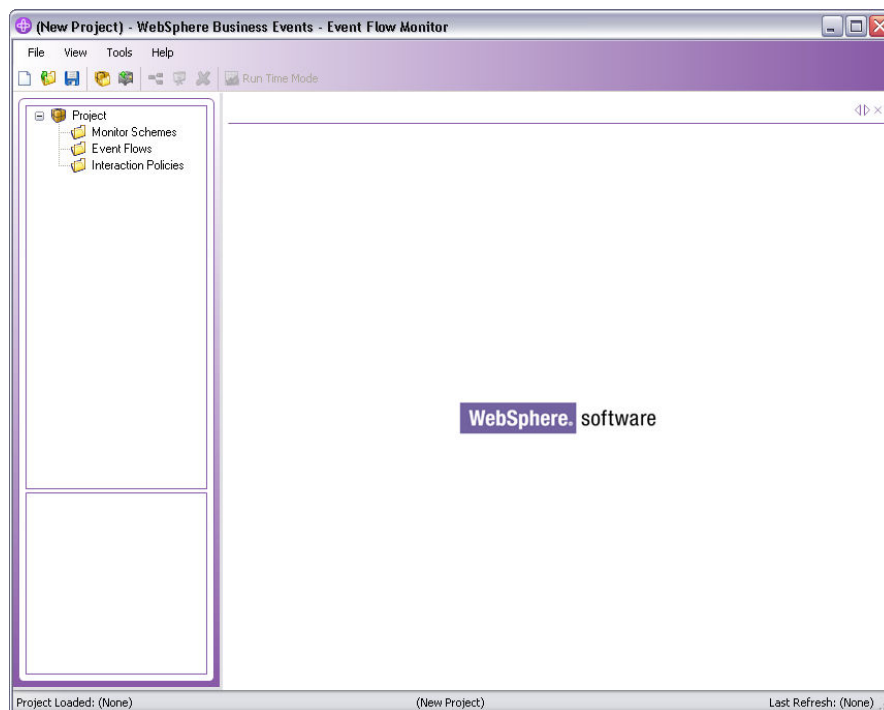 (New Project) - WebSphere Business Events - Event Flow Monitor
File View Tools Help
Run Time Mode
Project
Monitor Schemes
Event Flows
Interaction Policies
WebSphere. software
Project Loaded: (None) (New Project) Last Refresh: (None)